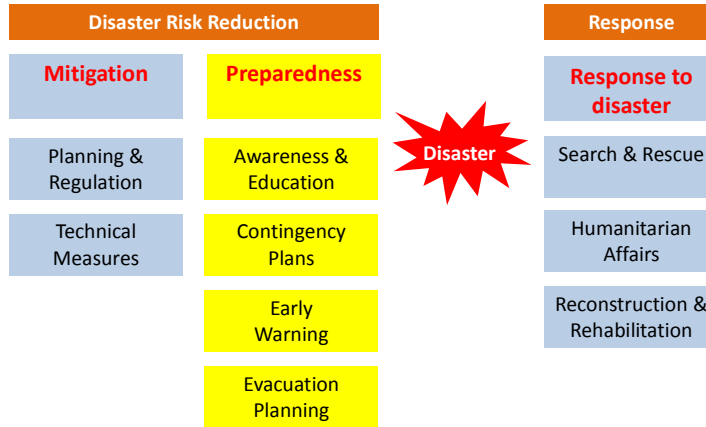 Disaster Risk Reduction
Response
Mitigation
Preparedness
Response to
disaster
Disaster
Planning &
Regulation
Awareness &
Education
Search & Rescue
Technical
Measures
Contingency
Plans
Humanitarian
Affairs
Early
Warning
Reconstruction &
Rehabilitation
Evacuation
Planning